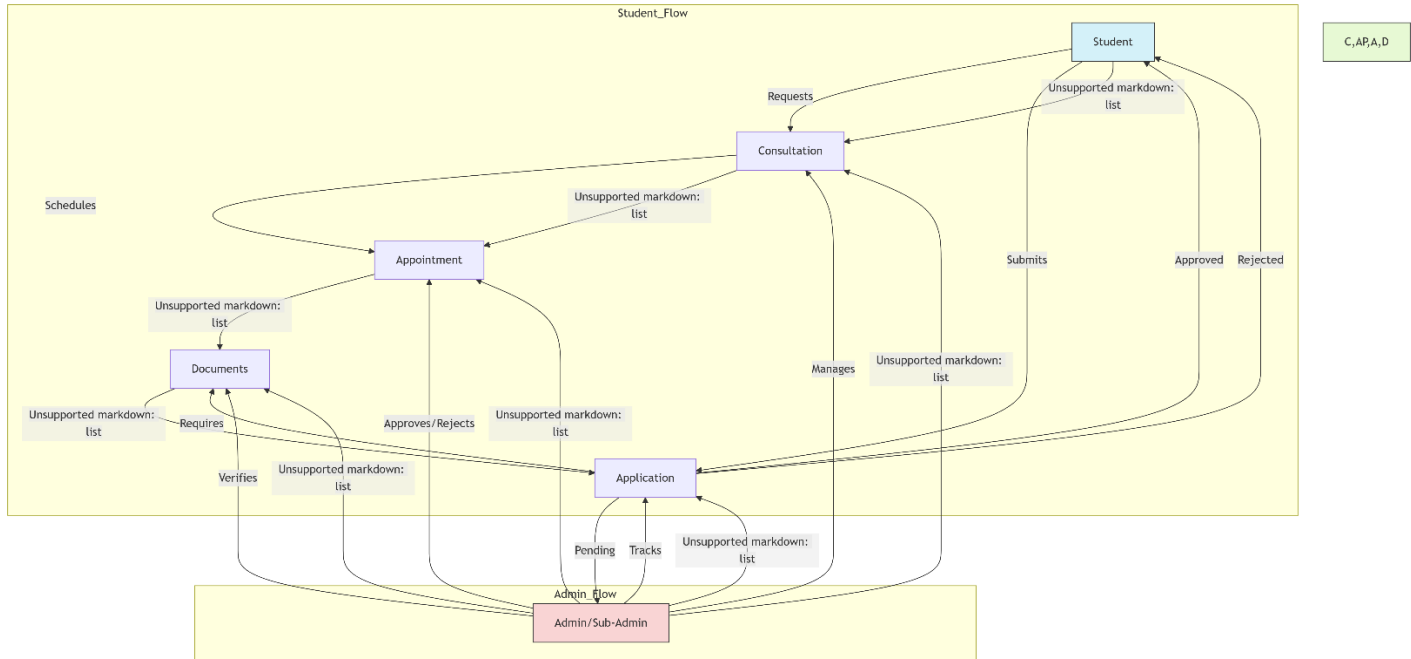 Student_Flow
Student
C,AP,A,D
Requests
Unsupported markdown:
list
Consultation
Schedules
Unsupported markdown:
list
Appointment
Submits
Approved
Rejected
Unsupported markdown:
list
Documents
Manages
Unsupported markdown:
list
Unsupported markdown:
list
Requires
Approves/Rejects
Unsupported markdown:
list
Verifies
Unsupported markdown:
list
Application
Pending
Tracks
Unsupported markdown:
list
Admin_Flow
Admin/Sub-Admin